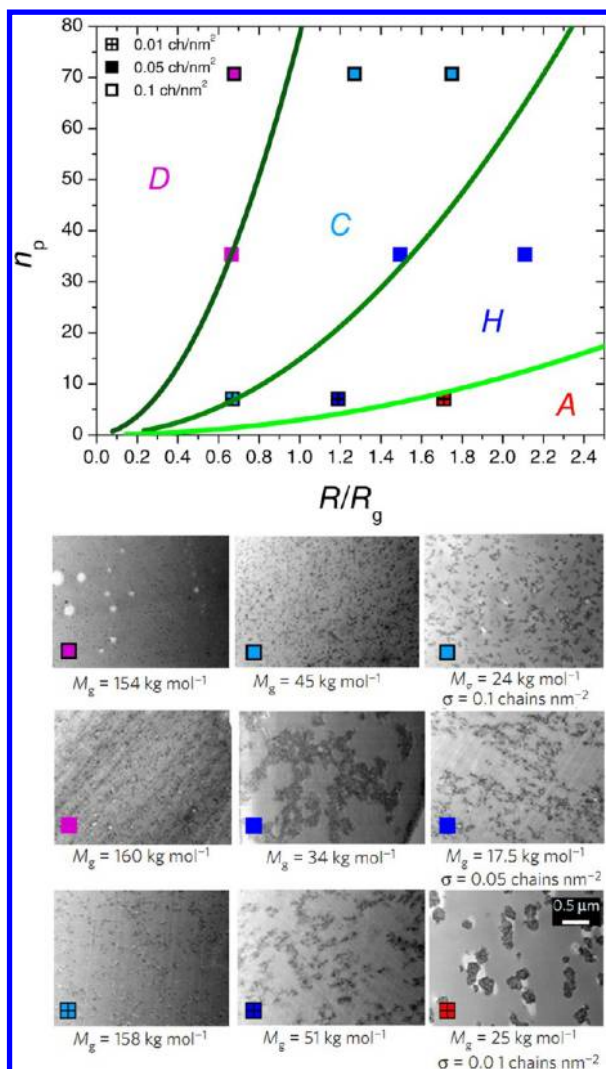 80
0.01 ch/nm²
0.05 ch/nm²
0.1 ch/nm²
70
60
50
40
30
20
10
0
n_p
D
C
H
A
0.0 0.2 0.4 0.6 0.8 1.0 1.2 1.4 1.6 1.8 2.0 2.2 2.4
R/R_g
M_g = 154 kg mol⁻¹
M_g = 45 kg mol⁻¹
M_g = 24 kg mol⁻¹
σ = 0.1 chains nm⁻²
M_g = 160 kg mol⁻¹
M_g = 34 kg mol⁻¹
M_g = 17.5 kg mol⁻¹
σ = 0.05 chains nm⁻²
0.5 μm
M_g = 158 kg mol⁻¹
M_g = 51 kg mol⁻¹
M_g = 25 kg mol⁻¹
σ = 0.0 1 chains nm⁻²